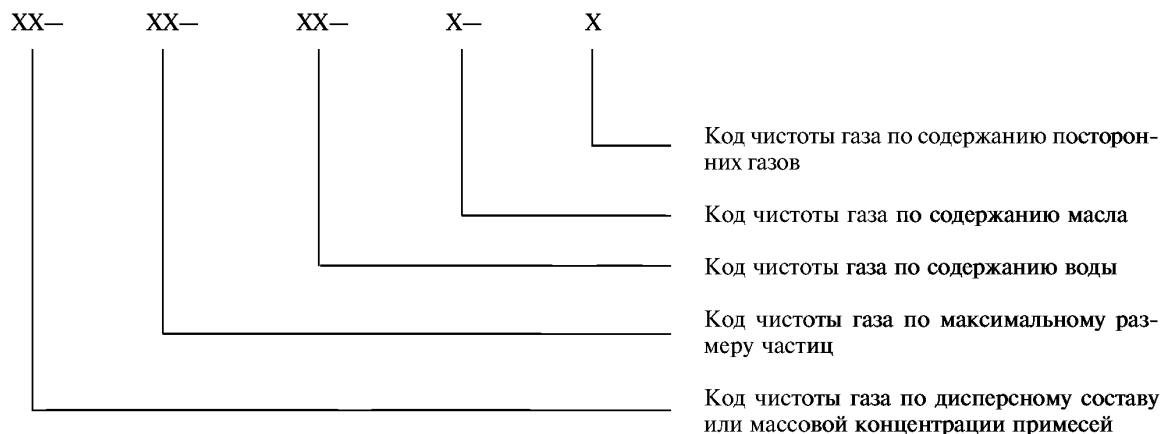 XX— XX— XX— X— X
Код чистоты газа по содержанию посторон-
них газов
Код чистоты газа по содержанию масла
Код чистоты газа по содержанию воды
Код чистоты газа по максимальному раз-
меру частиц
Код чистоты газа по дисперсному составу
или массовой концентрации примесей